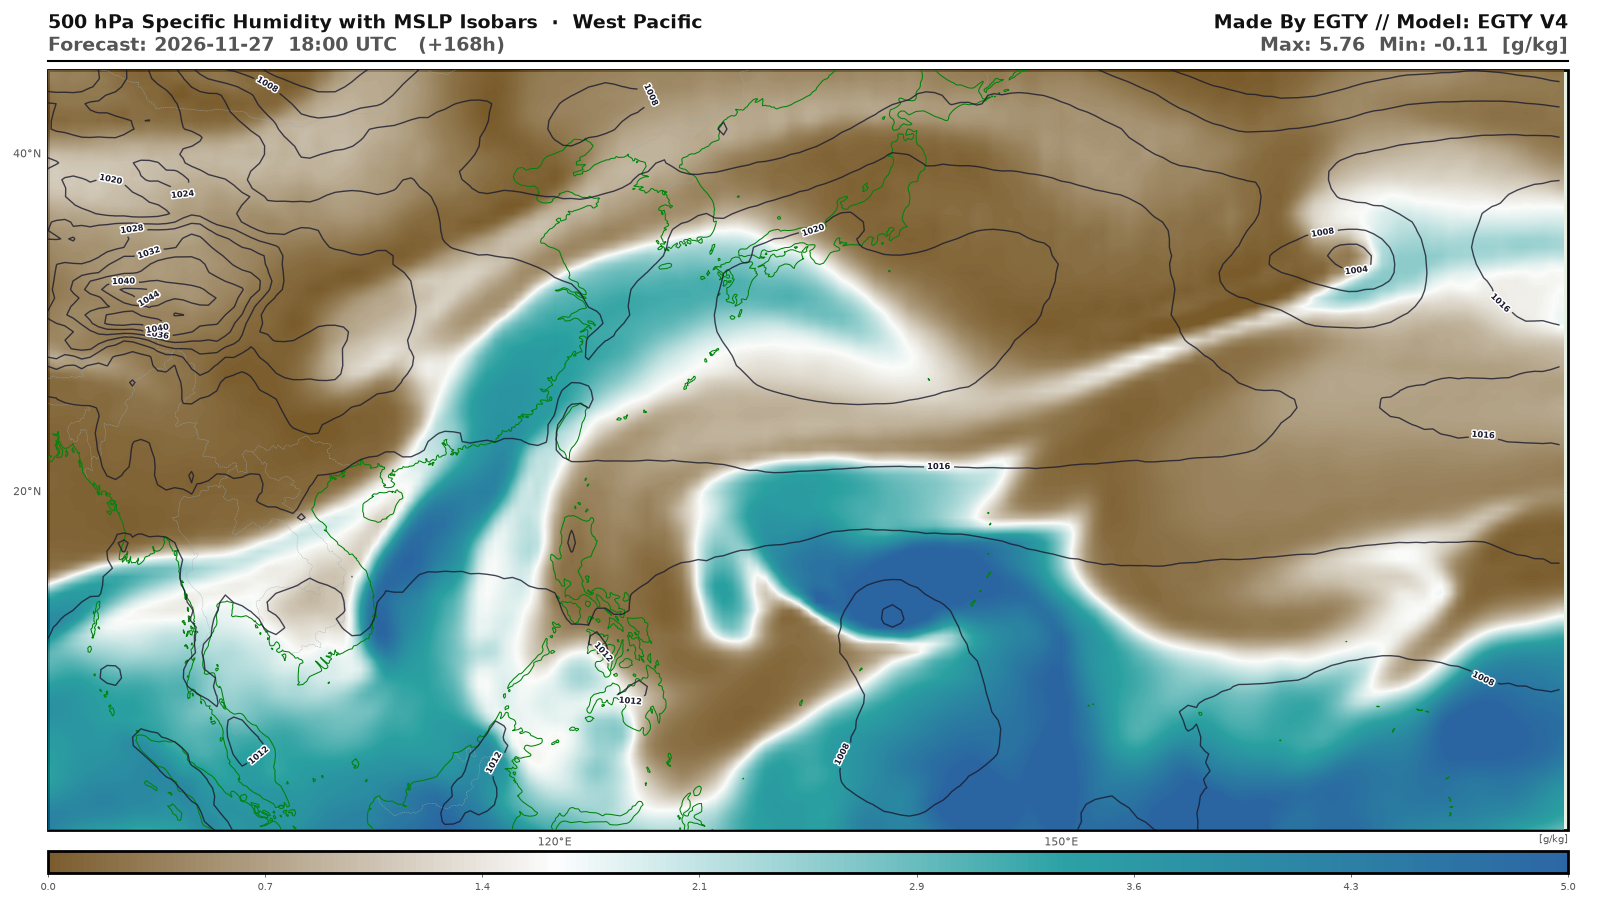 500 hPa Specific Humidity with MSLP Isobars · West Pacific
Made By EGTY // Model: EGTY V4
Forecast: 2026-11-27 18:00 UTC (+168h)
Max: 5.76 Min: -0.11 [g/kg]
1008
1008
40°N
1020
1024
1028
1020
1008
1032
1004
1040
1044
1016
1040
1036
1016
1016
20°N
1012
1008
1012
1008
1012
1012
120°E
150°E
[g/kg]
0.0 0.7 1.4 2.1 2.9 3.6 4.3 5.0